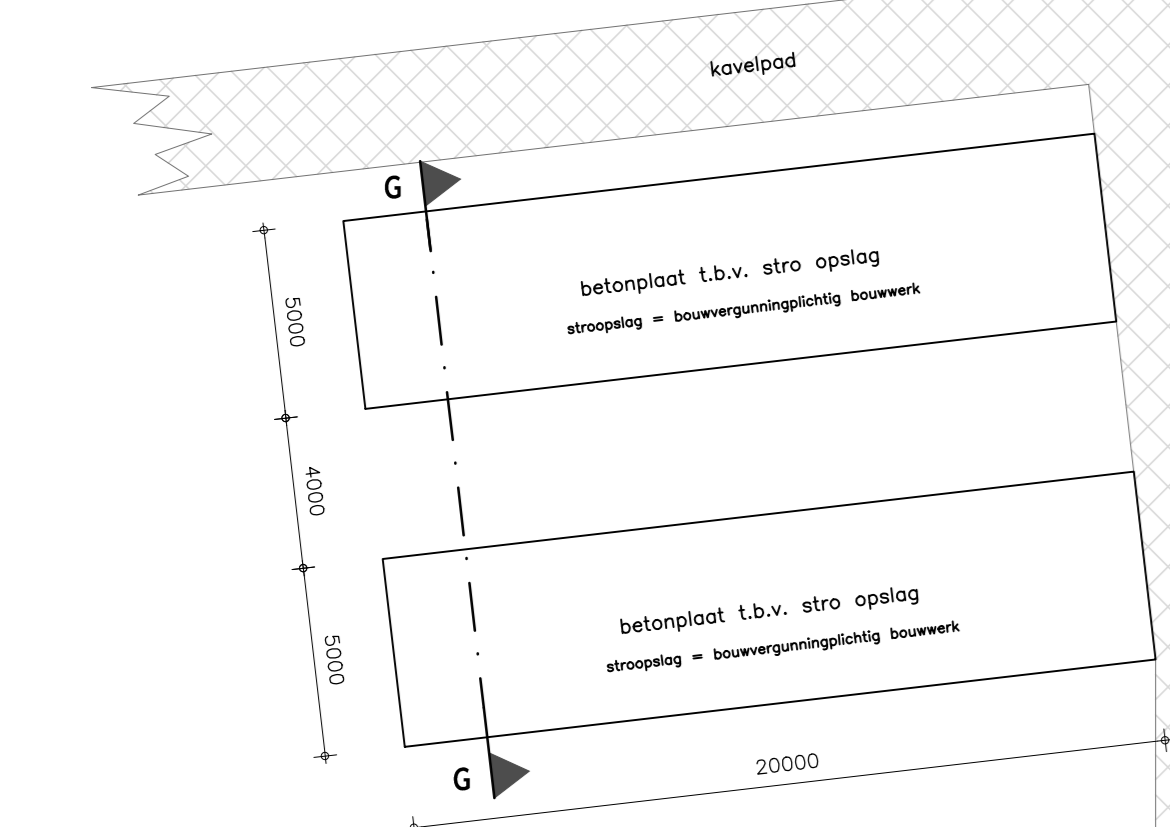 kavelpad
G
betonplaat t.b.v. stro opslag
stroopslag = bouwvergunningplichtig bouwwerk
5000
4000
betonplaat t.b.v. stro opslag
stroopslag = bouwvergunningplichtig bouwwerk
5000
G
20000